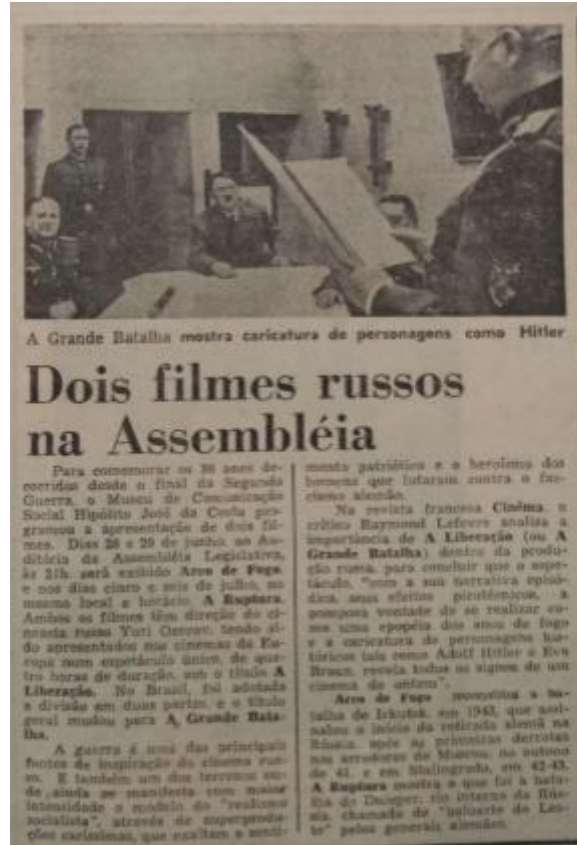 A Grande Batalha mostra caricatura de personagens como Hitler
Dois filmes russos
na Assembléia
Para comemorar os 30 anos de-
corridos desde o final da Segunda
Guerra, o Museu de Comunicação
Social Hipólito José da Costa pro-
gramou a apresentação de dois fil-
mes. Dias 28 e 29 de junho, no Au-
ditório da Assembléia Legislativa,
às 21h, será exibido Arco de Fogo,
e nos dias cinco e seis de julho, no
mesmo local e horário, A Ruptura.
Ambos os filmes têm direção do ci-
neasta russo Yuri Ozerov, tendo si-
do apresentados nos cinemas da Eu-
ropa num espetáculo único, de qua-
tro horas de duração, sob o título A
Liberação. No Brasil, foi adotada
a divisão em duas partes, e o título
geral mudou para A Grande Bata-
lha.
A guerra é uma das principais
fontes de inspiração do cinema rus-
so. E também um dos terrenos on-
de ainda se manifesta com maior
intensidade o modelo do "realismo
socialista", através de superprodu-
ções caríssimas, que exaltam o senti-
mento patriótico e o heroísmo dos
homens que lutaram contra o fas-
cismo alemão.
Na revista francesa Cinéma, o
crítico Raymond Lefevre analisa a
importância de A Liberação (ou A
Grande Batalha) dentro da produ-
ção russa, para concluir que o espe-
táculo, "com a sua narrativa episó-
dica, seus efeitos pirotécnicos, a
pomposa vontade de se realizar co-
mo uma epopéia dos anos de fogo
e a caricatura de personagens his-
tóricos tais como Adolf Hitler e Eva
Braun, revela todos os signos de um
cinema de ontem".
Arco de Fogo reconstitui a ba-
talha de em 1943, que assi-
nalou o início da retirada alemã na
Rússia, após as primeiras derrotas
nos arredores de Moscou, no outono
de 41, e em Stalingrado, em 42-43.
A Ruptura mostra o que foi a bata-
lha do Dnieper, rio interno da Rús-
sia, chamado de "baluarte do Les-
te" pelos generais alemães.